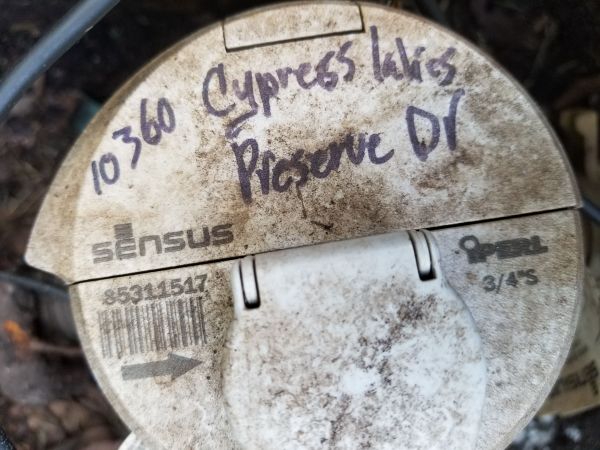 10360 Cypress Lakes
Preserve Dr
sensus
iPERL
85311517
3/4"S